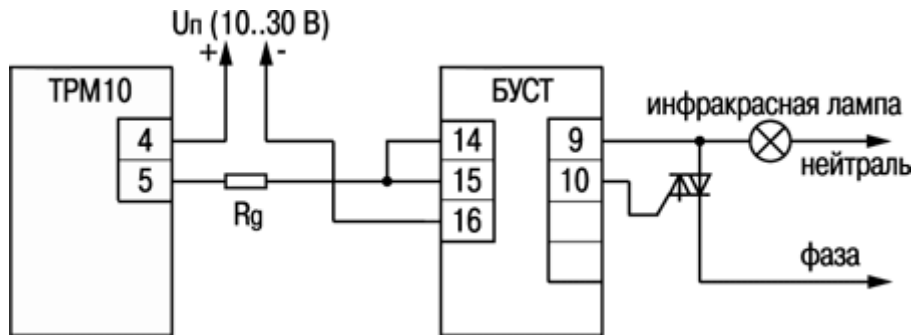 Uп (10..30 В)
+ -
ТРМ10
БУСТ
инфракрасная лампа
4
14
9
нейтраль
5
15
10
Rg
16
фаза